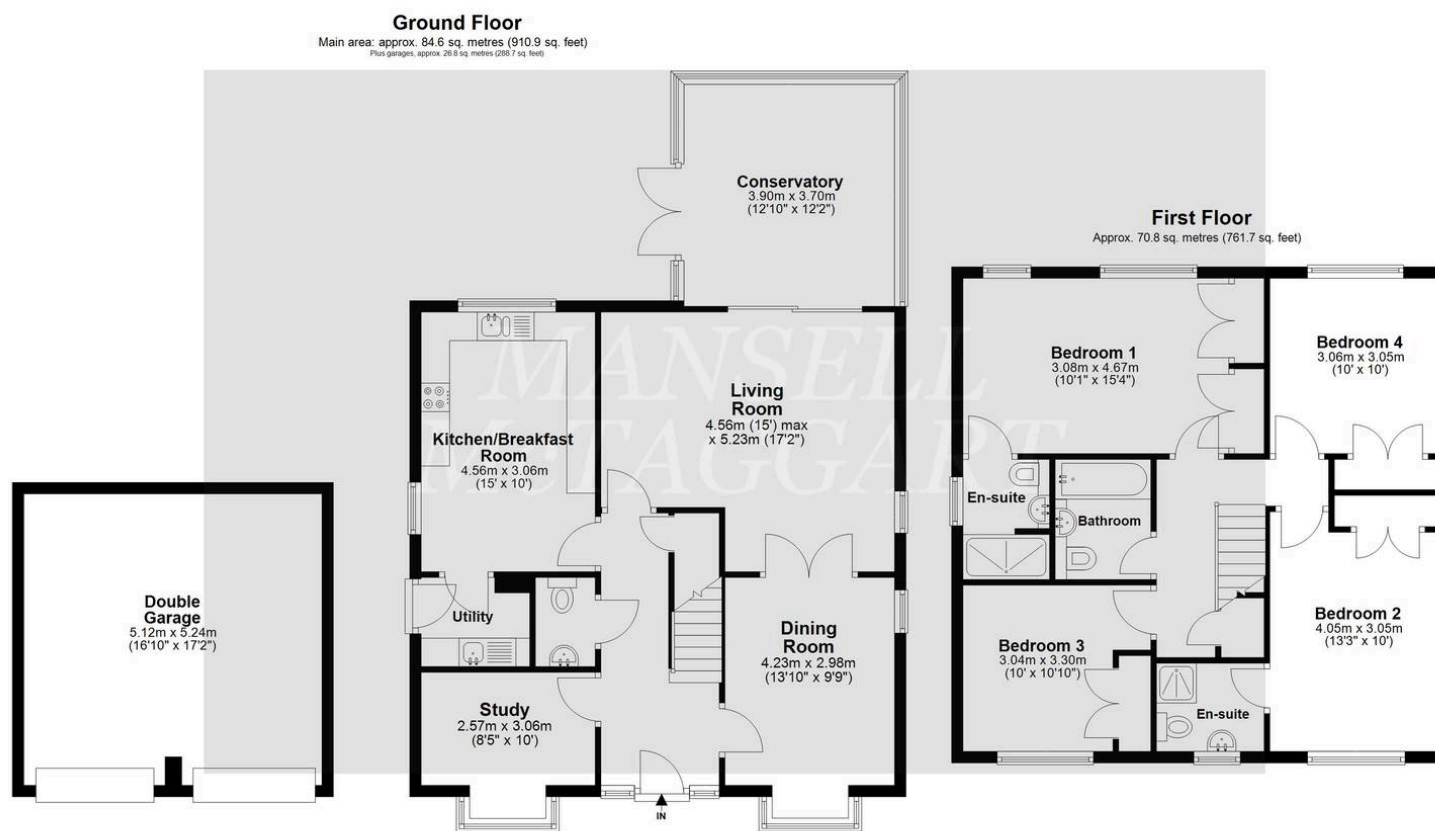 Ground Floor
Main area: approx. 84.6 sq. metres (910.9 sq. feet)
Plus garages, approx. 26.8 sq. metres (288.7 sq. feet)
Conservatory
3.90m x 3.70m
(12'10" x 12'2")
First Floor
Approx. 70.8 sq. metres (761.7 sq. feet)
MANSELL
McTAGGART
Kitchen/Breakfast
Room
4.56m x 3.06m
(15' x 10')
Living
Room
4.56m (15') max
x 5.23m (17'2")
Bedroom 1
3.08m x 4.67m
(10'1" x 15'4")
Bedroom 4
3.06m x 3.05m
(10' x 10')
En-suite
Bathroom
Double
Garage
5.12m x 5.24m
(16'10" x 17'2")
Utility
Dining
Room
4.23m x 2.98m
(13'10" x 9'9")
Study
2.57m x 3.06m
(8'5" x 10')
IN
Bedroom 3
3.04m x 3.30m
(10' x 10'10")
Bedroom 2
4.05m x 3.05m
(13'3" x 10')
En-suite